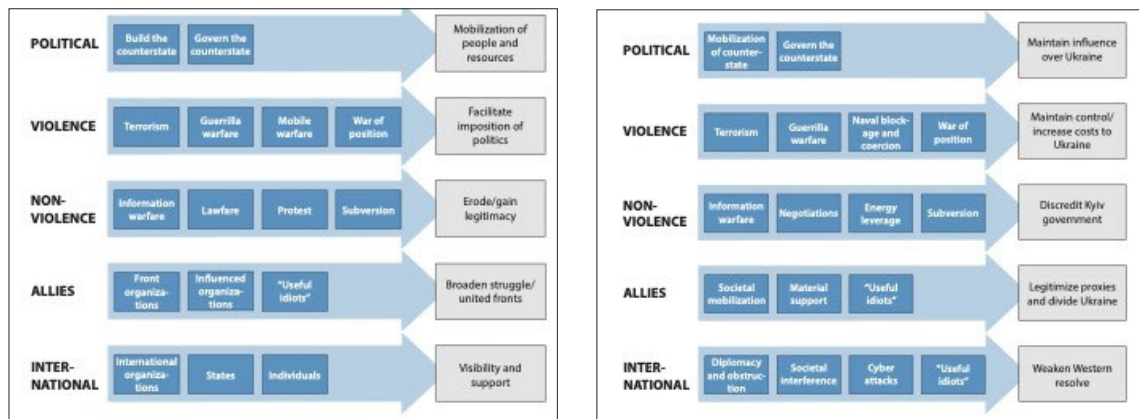 POLITICAL
Build the
counterstate
Govern the
counterstate
Mobilization of
people and
resources
VIOLENCE
Terrorism
Guerrilla
warfare
Mobile
warfare
War of
position
Facilitate
imposition of
politics
NON-
VIOLENCE
Information
warfare
Lawfare
Protest
Subversion
Erode/gain
legitimacy
ALLIES
Front
organiza-
tions
Influenced
organiza-
tions
"Useful
idiots"
Broaden struggle/
united fronts
INTER-
NATIONAL
International
organiza-
tions
States
Individuals
Visibility and
support
POLITICAL
Mobilization
of counter-
state
Govern the
counterstate
Maintain influence
over Ukraine
VIOLENCE
Terrorism
Guerrilla
warfare
Naval block-
age and
coercion
War of
position
Maintain control/
increase costs to
Ukraine
NON-
VIOLENCE
Information
warfare
Negotiations
Energy
leverage
Subversion
Discredit Kyiv
government
ALLIES
Societal
mobilization
Material
support
"Useful
idiots"
Legitimize proxies
and divide Ukraine
INTER-
NATIONAL
Diplomacy
and obstruc-
tion
Societal
interference
Cyber
attacks
"Useful
idiots"
Weaken Western
resolve